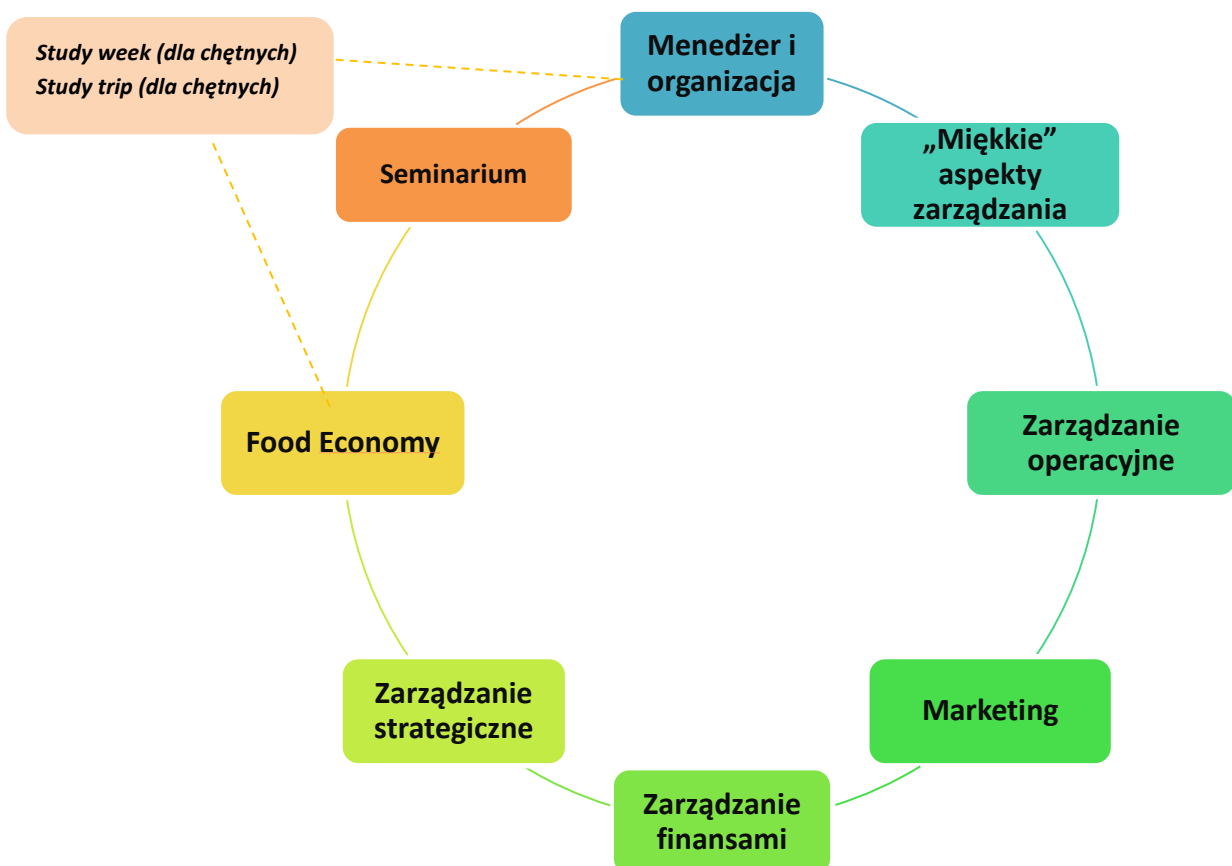 Study week (dla chętnych)
Study trip (dla chętnych)
Menedżer i
organizacja
„Miękkie”
aspekty
zarządzania
Seminarium
Zarządzanie
operacyjne
Food Economy
Marketing
Zarządzanie
strategiczne
Zarządzanie
finansami